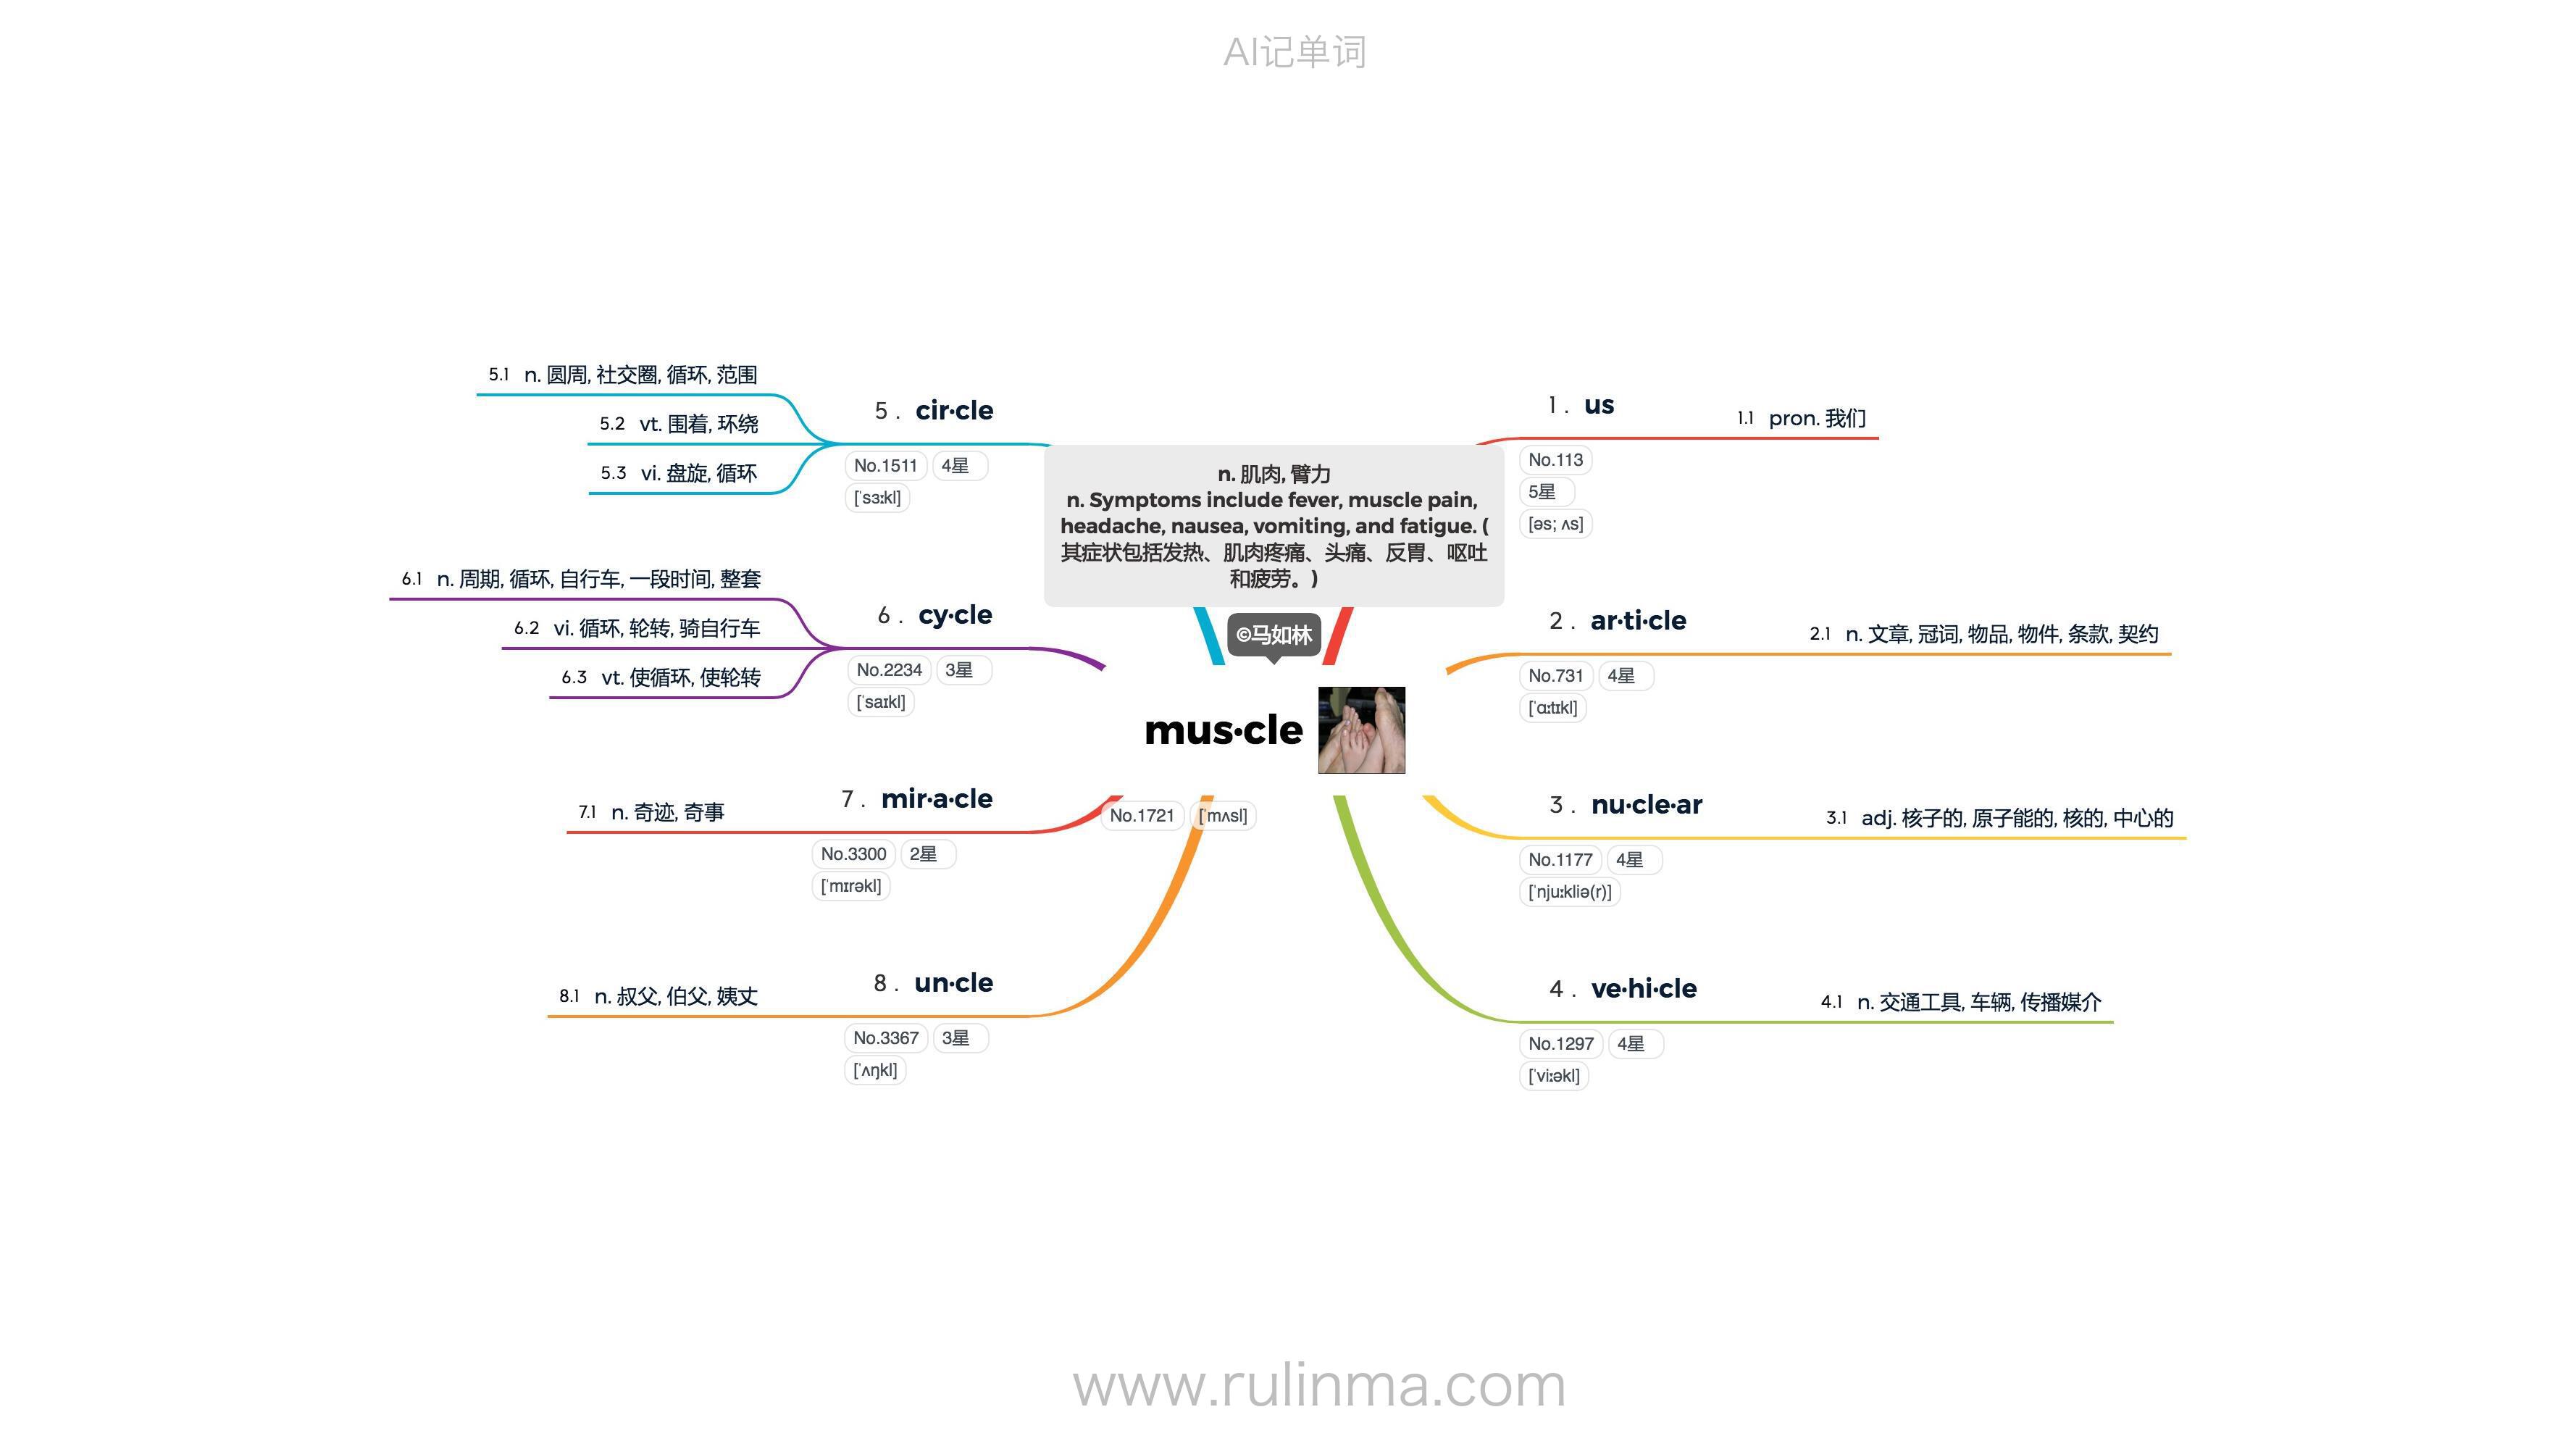 AI记单词
n. 肌肉, 臂力
n. Symptoms include fever, muscle pain,
headache, nausea, vomiting, and fatigue. (
其症状包括发热、肌肉疼痛、头痛、反胃、呕吐
和疲劳。)
©马如林
mus·cle
No.1721 [ˈmʌsl]
1 . us
No.113
5星
[əs; ʌs]
1.1 pron. 我们
2 . ar·ti·cle
No.731 4星
[ˈɑːtɪkl]
2.1 n. 文章, 冠词, 物品, 物件, 条款, 契约
3 . nu·cle·ar
No.1177 4星
[ˈnjuːkliə(r)]
3.1 adj. 核子的, 原子能的, 核的, 中心的
4 . ve·hi·cle
No.1297 4星
[ˈviːəkl]
4.1 n. 交通工具, 车辆, 传播媒介
5 . cir·cle
No.1511 4星
[ˈsɜːkl]
5.1 n. 圆周, 社交圈, 循环, 范围
5.2 vt. 围着, 环绕
5.3 vi. 盘旋, 循环
6 . cy·cle
No.2234 3星
[ˈsaɪkl]
6.1 n. 周期, 循环, 自行车, 一段时间, 整套
6.2 vi. 循环, 轮转, 骑自行车
6.3 vt. 使循环, 使轮转
7 . mir·a·cle
No.3300 2星
[ˈmɪrəkl]
7.1 n. 奇迹, 奇事
8 . un·cle
No.3367 3星
[ˈʌŋkl]
8.1 n. 叔父, 伯父, 姨丈
www.rulinma.com